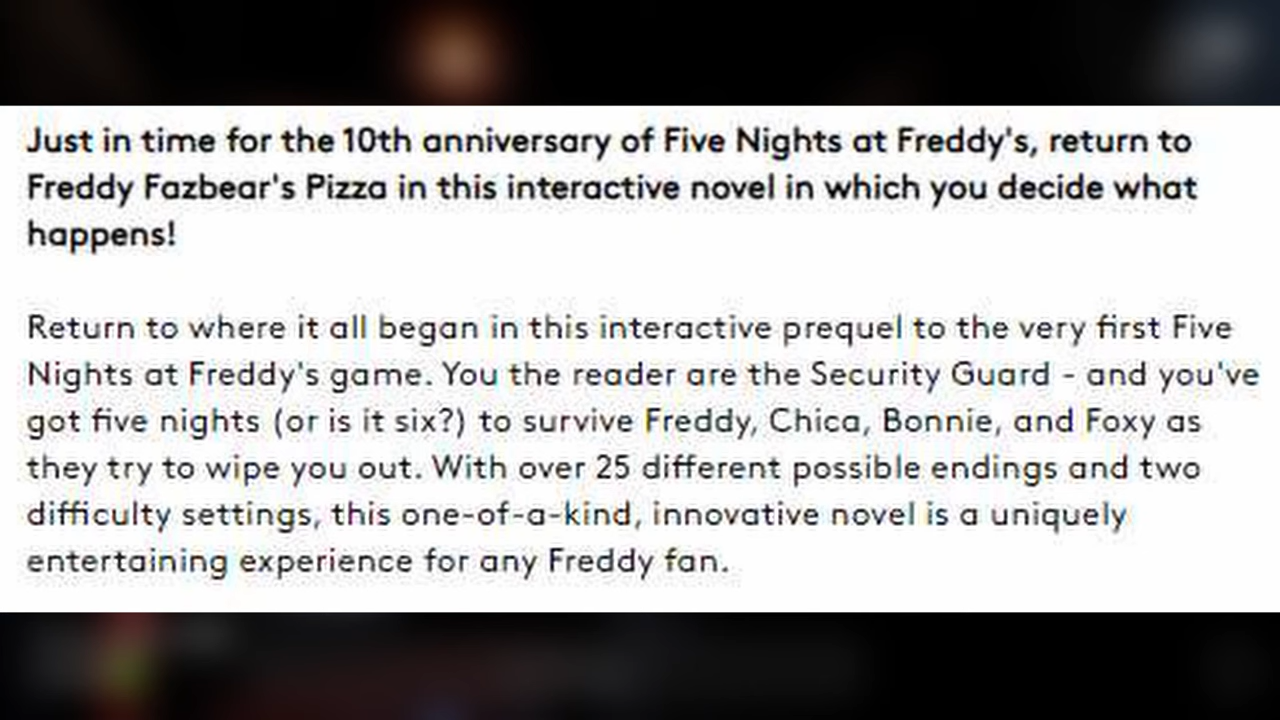 Just in time for the 10th anniversary of Five Nights at Freddy's, return to
Freddy Fazbear's Pizza in this interactive novel in which you decide what
happens!
Return to where it all began in this interactive prequel to the very first Five
Nights at Freddy's game. You the reader are the Security Guard - and you've
got five nights (or is it six?) to survive Freddy, Chica, Bonnie, and Foxy as
they try to wipe you out. With over 25 different possible endings and two
difficulty settings, this one-of-a-kind, innovative novel is a uniquely
entertaining experience for any Freddy fan.